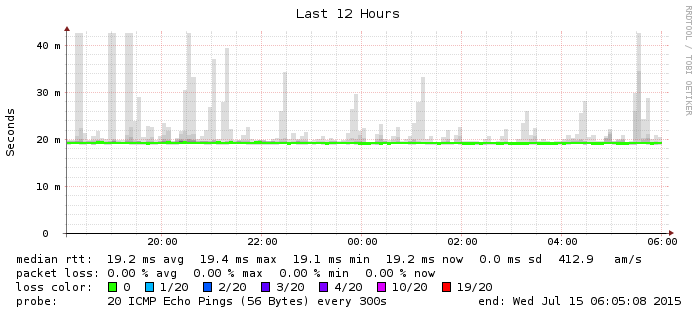 Last 12 Hours
RRDTOOL / TOBI OETIKER
Seconds
40 m
30 m
20 m
10 m
0
20:00 22:00 00:00 02:00 04:00 06:00
median rtt: 19.2 ms avg 19.4 ms max 19.1 ms min 19.2 ms now 0.0 ms sd 412.9 am/s
packet loss: 0.00 % avg 0.00 % max 0.00 % min 0.00 % now
loss color: 0 1/20 2/20 3/20 4/20 10/20 19/20
probe: 20 ICMP Echo Pings (56 Bytes) every 300s end: Wed Jul 15 06:05:08 2015